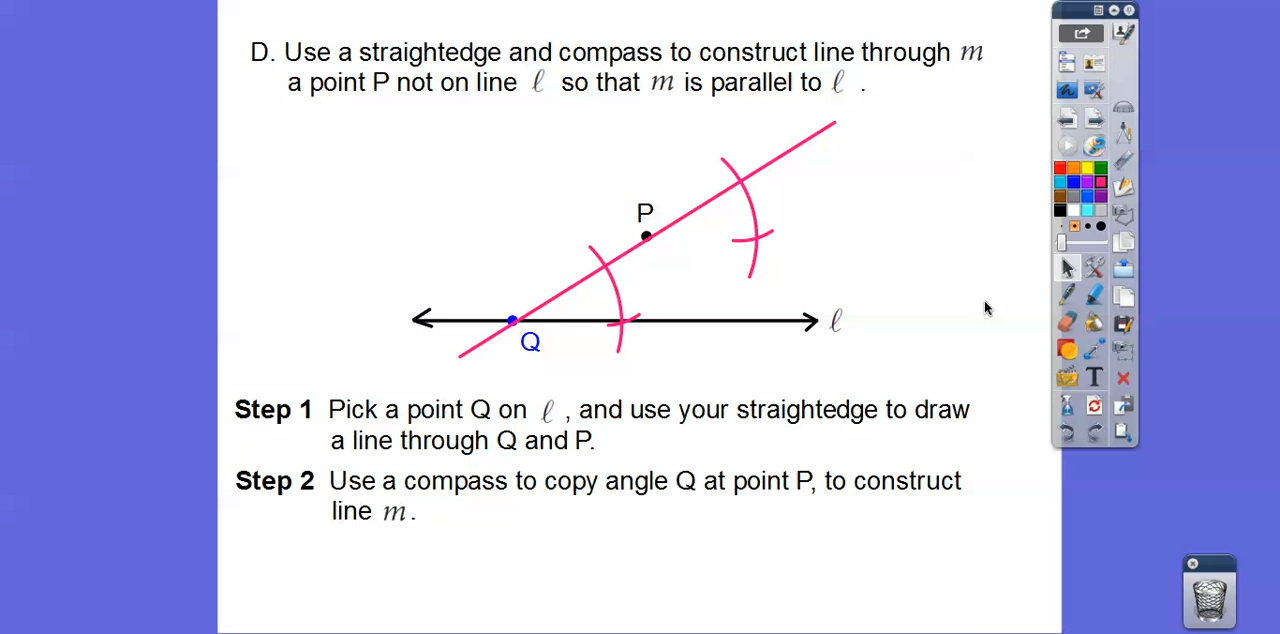 D. Use a straightedge and compass to construct line through m
a point P not on line ℓ so that m is parallel to ℓ .
P
ℓ
Q
Step 1 Pick a point Q on ℓ , and use your straightedge to draw
a line through Q and P.
Step 2 Use a compass to copy angle Q at point P, to construct
line m .
T